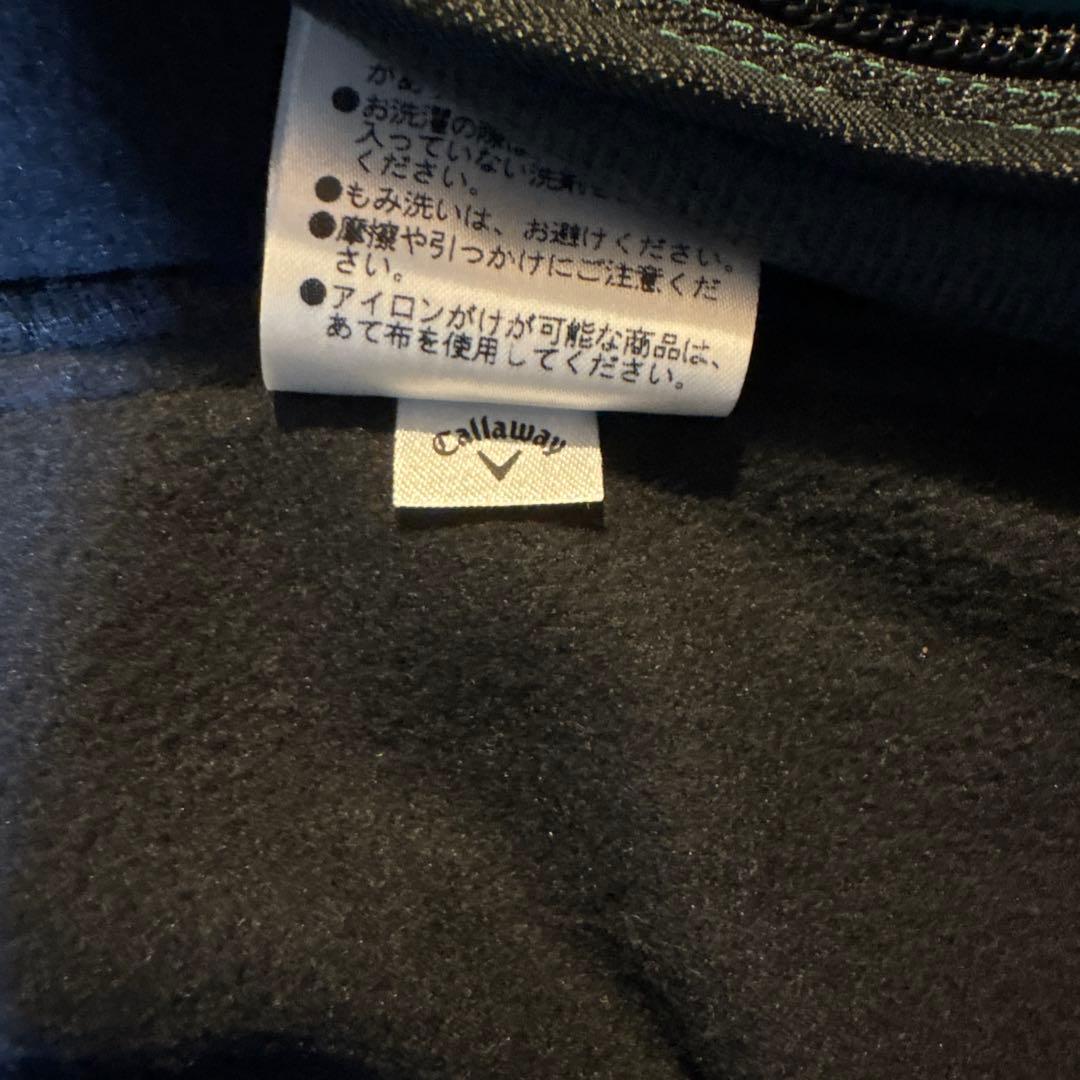 ●お洗濯の際は
入っていない洗剤
ください。
●もみ洗いは、お避けください。
●摩擦や引っかけにご注意くだ
さい。
●アイロンがけが可能な商品は、
あて布を使用してください。
Callaway